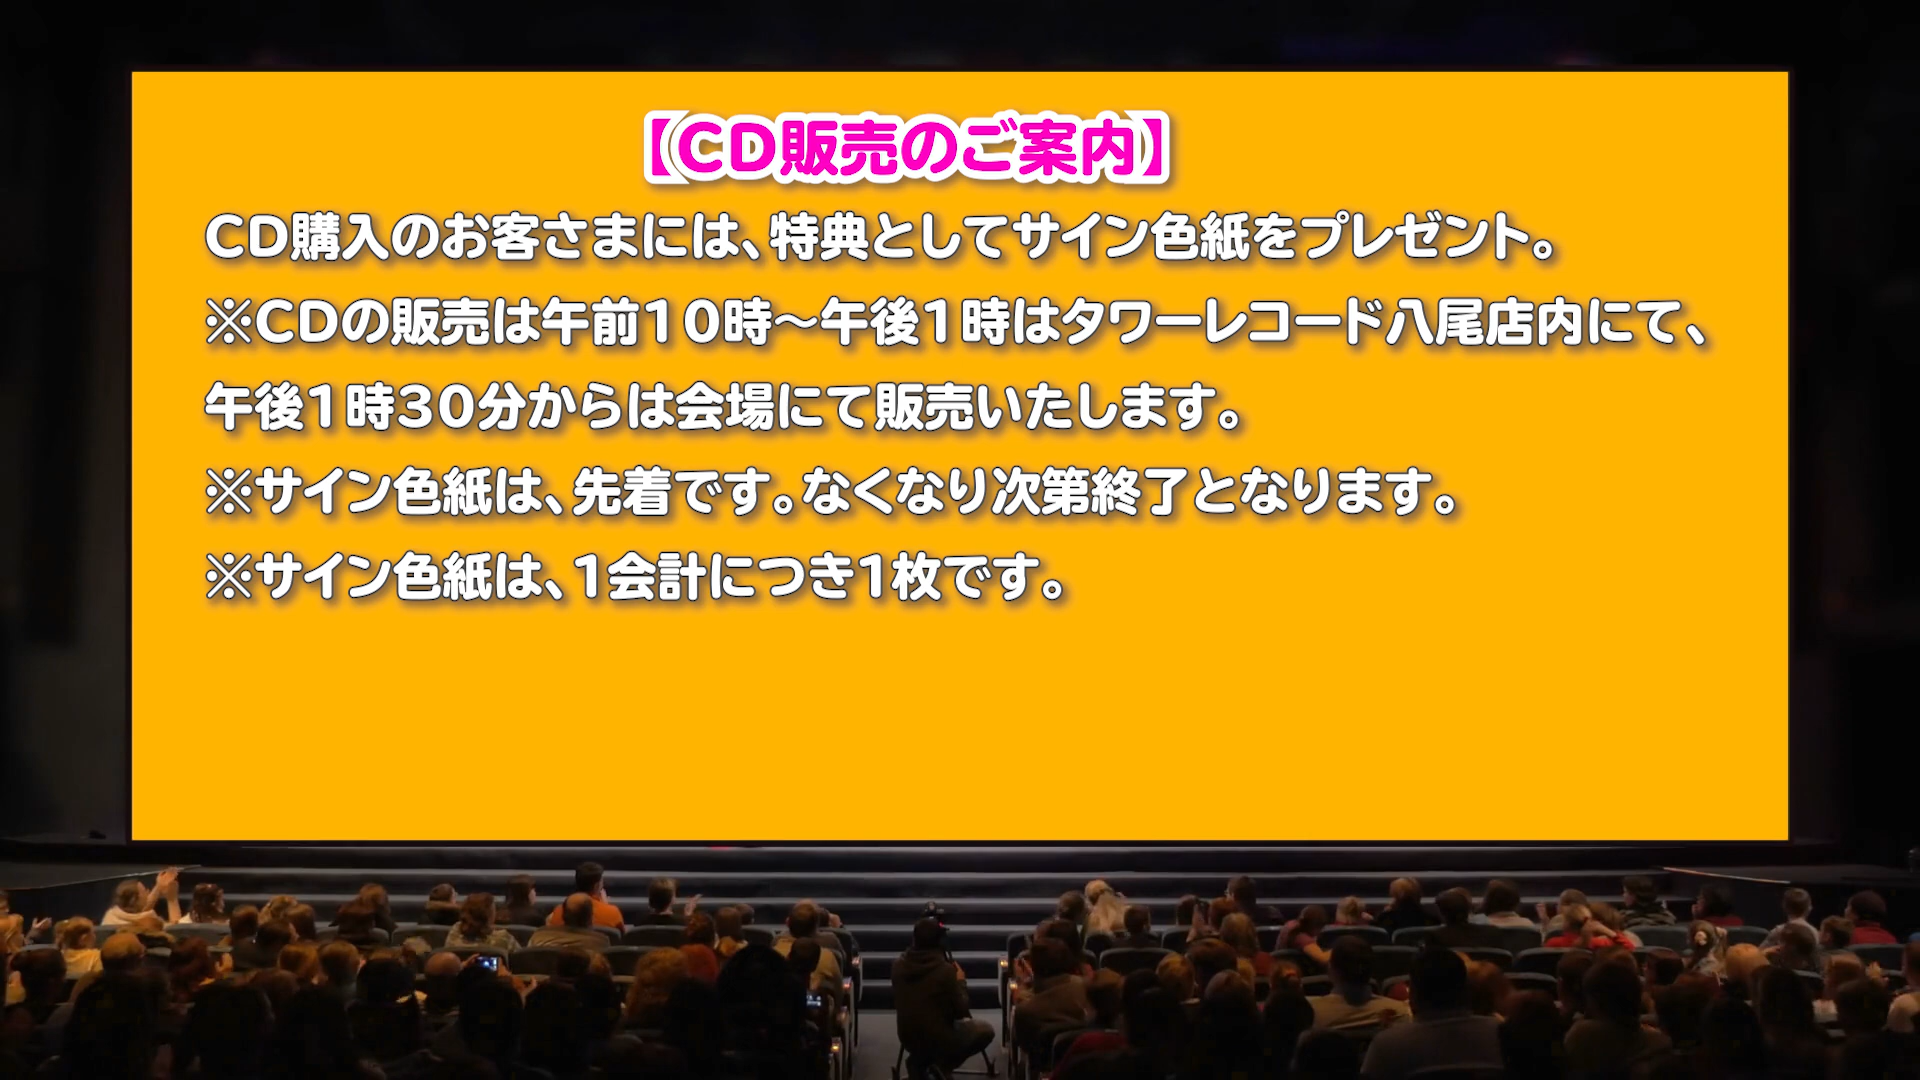 【CD販売のご案内】
CD購入のお客さまには、特典としてサイン色紙をプレゼント。
※CDの販売は午前10時～午後1時はタワーレコード八尾店内にて、
午後1時30分からは会場にて販売いたします。
※サイン色紙は、先着です。なくなり次第終了となります。
※サイン色紙は、1会計につき1枚です。